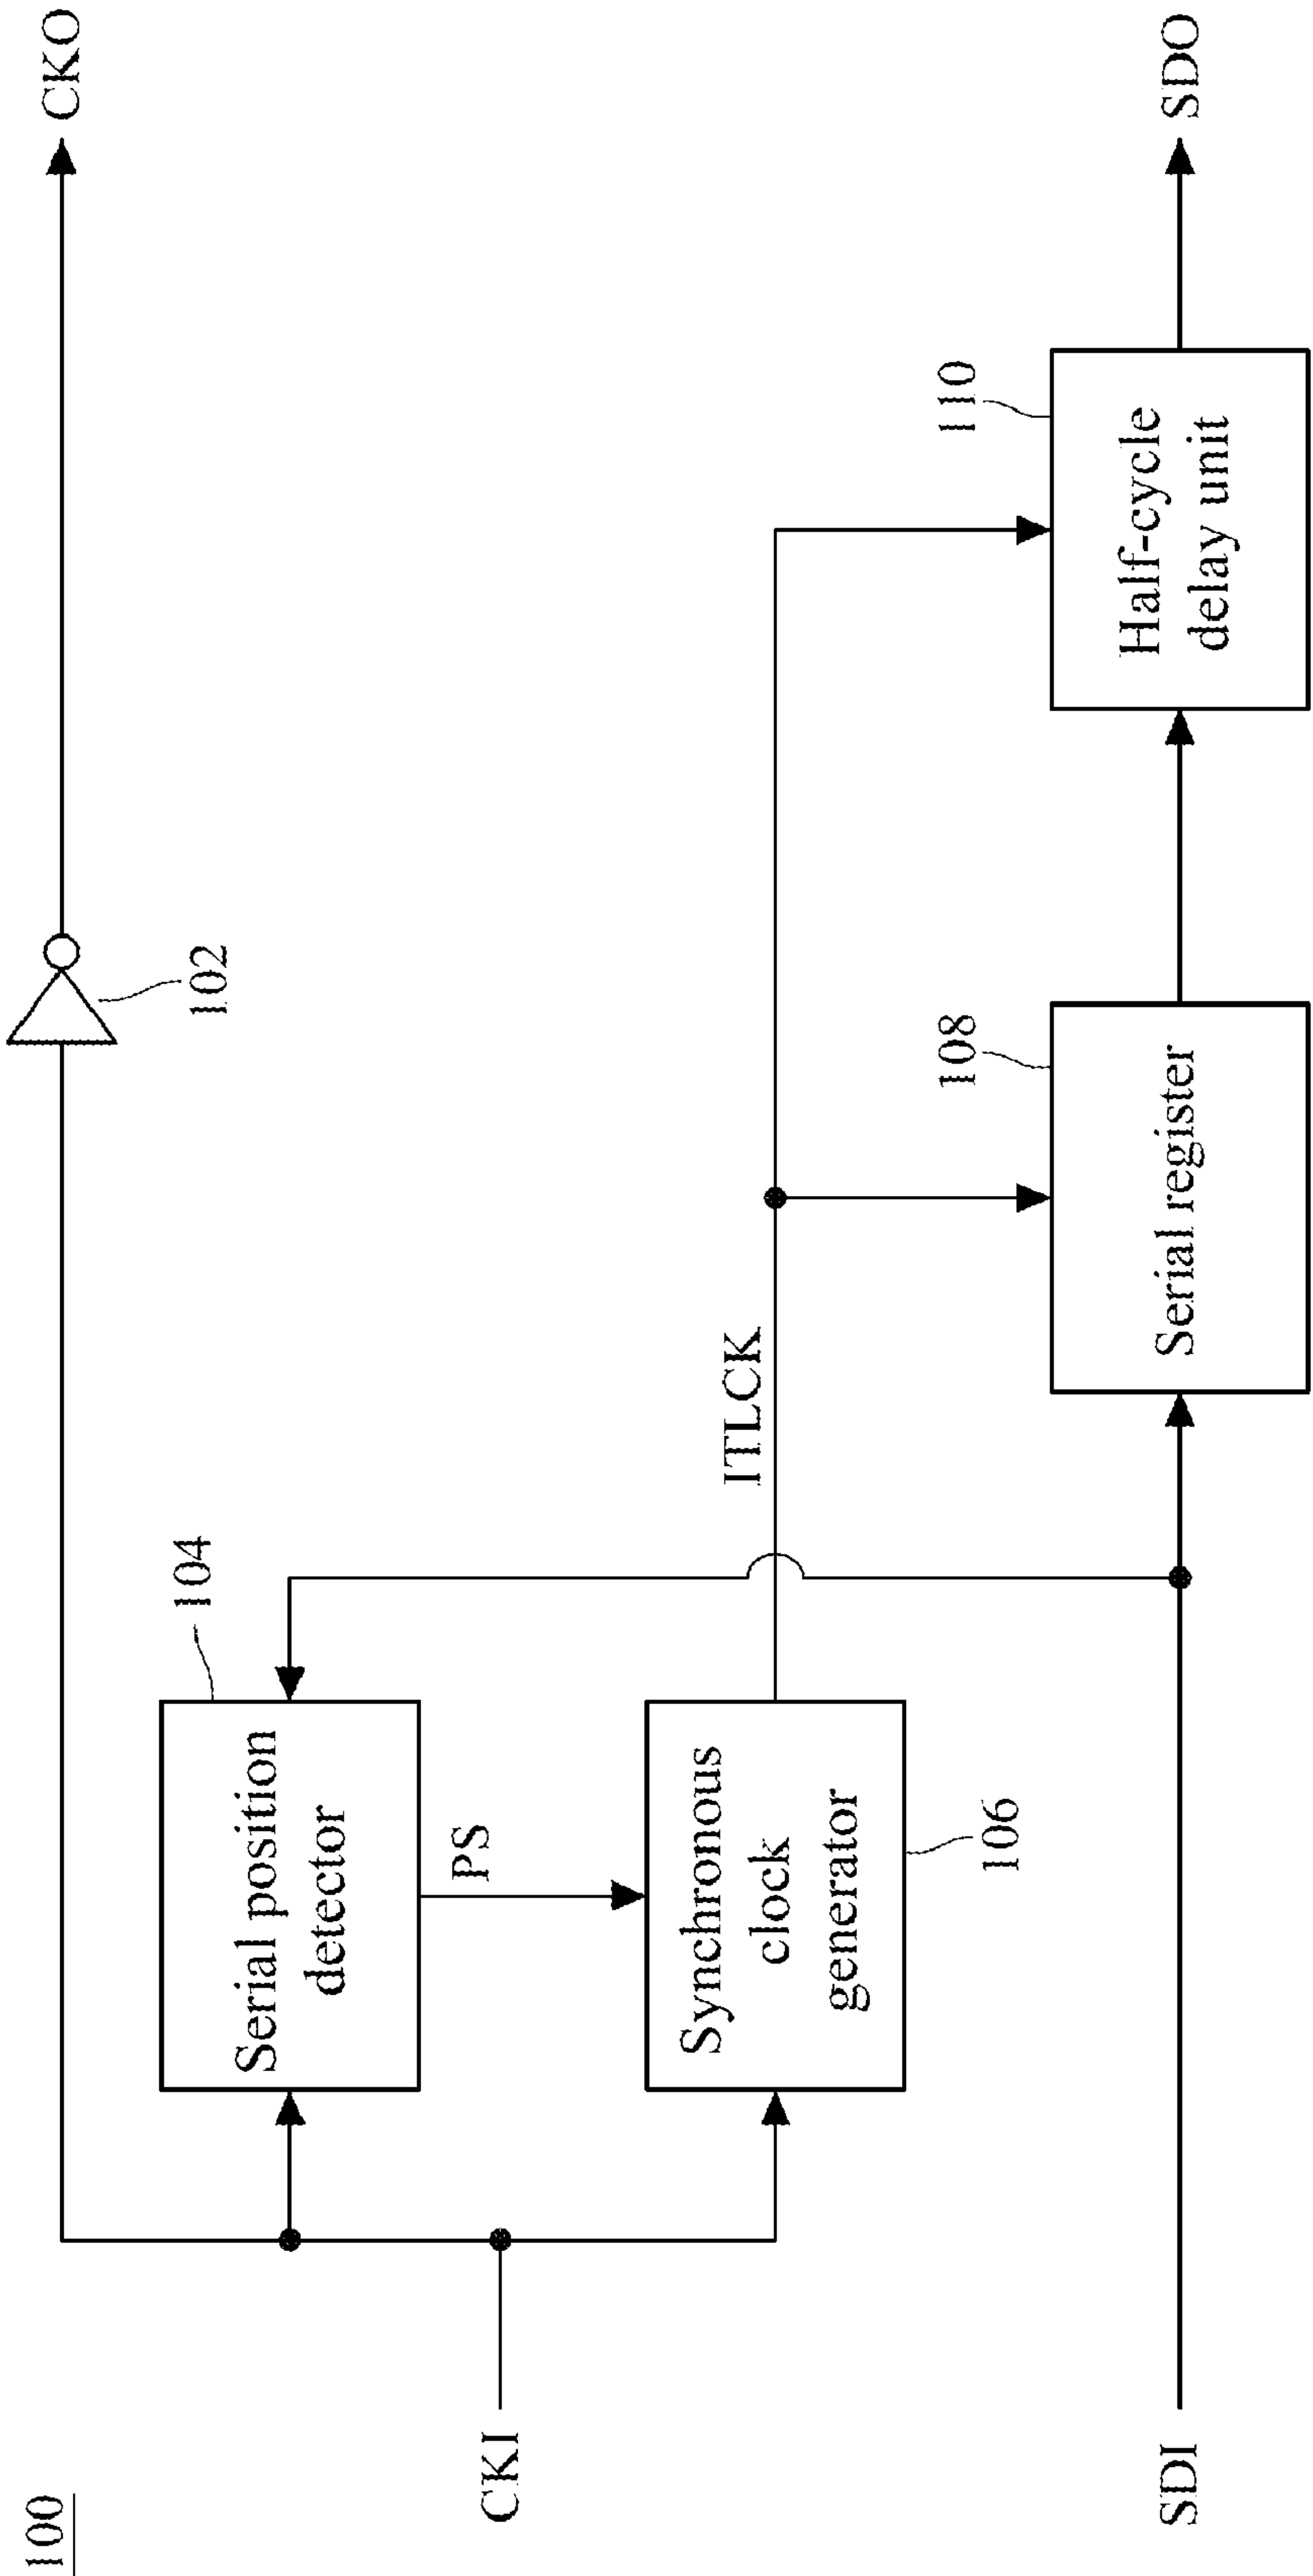 100
CKO
102
104
Serial position
detector
PS
CKI
Synchronous
clock
generator
106
ITLCK
108
Serial register
110
Half-cycle
delay unit
SDI
SDO